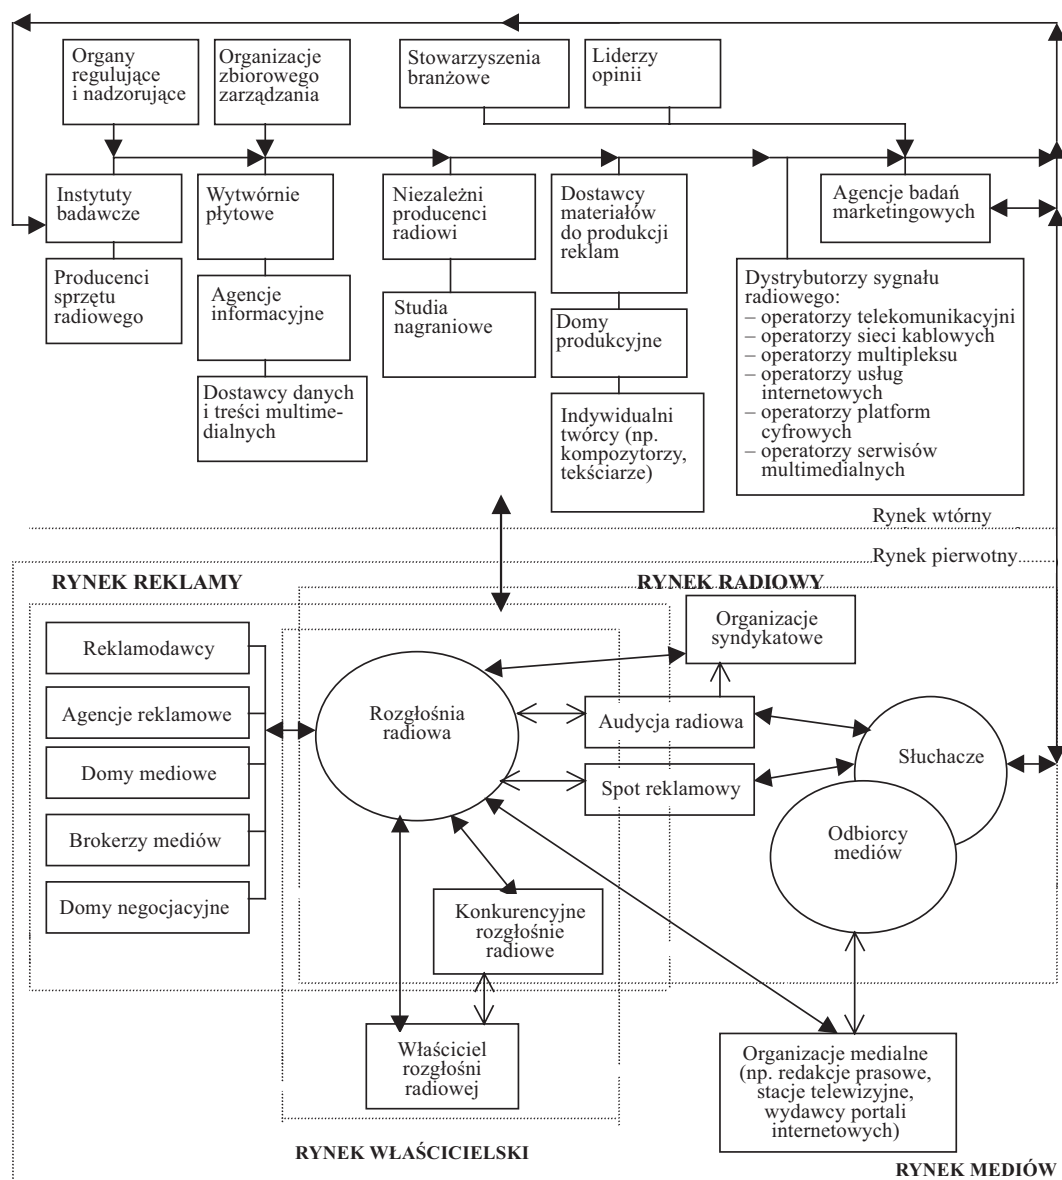 Organy
regulujące
i nadzorujące
Organizacje
zbiorowego
zarządzania
Stowarzyszenia
branżowe
Liderzy
opinii
Instytuty
badawcze
Wytwórnie
płytowe
Niezależni
producenci
radiowi
Dostawcy
materiałów
do produkcji
reklam
Agencje badań
marketingowych
Producenci
sprzętu
radiowego
Agencje
informacyjne
Studia
nagraniowe
Domy
produkcyjne
Dostawcy danych
i treści multime-
dialnych
Indywidualni
twórcy (np.
kompozytorzy,
tekściarze)
Dystrybutorzy sygnału
radiowego:
– operatorzy telekomunikacyjni
– operatorzy sieci kablowych
– operatorzy multipleksu
– operatorzy usług
internetowych
– operatorzy platform
cyfrowych
– operatorzy serwisów
multimedialnych
Rynek wtórny
Rynek pierwotny
RYNEK REKLAMY
RYNEK RADIOWY
Reklamodawcy
Agencje reklamowe
Domy mediowe
Brokerzy mediów
Domy negocjacyjne
Rozgłośnia
radiowa
Organizacje
syndykatowe
Audycja radiowa
Spot reklamowy
Słuchacze
Odbiorcy
mediów
Konkurencyjne
rozgłośnie
radiowe
Właściciel
rozgłośni
radiowej
Organizacje medialne
(np. redakcje prasowe,
stacje telewizyjne,
wydawcy portali
internetowych)
RYNEK WŁAŚCICIELSKI
RYNEK MEDIÓW